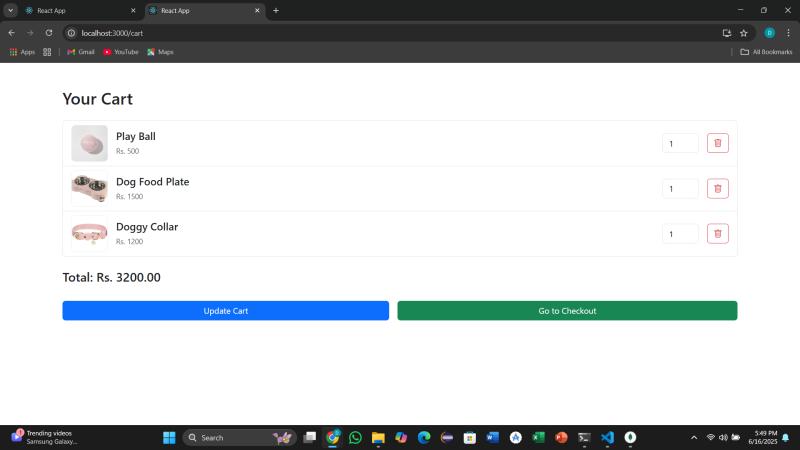 React App
React App
localhost:3000/cart
D
Apps
Gmail
YouTube
Maps
All Bookmarks
Your Cart
Play Ball
Rs. 500
1
Dog Food Plate
Rs. 1500
1
Doggy Collar
Rs. 1200
1
Total: Rs. 3200.00
Update Cart
Go to Checkout
1
Trending videos
Samsung Galaxy...
Search
5:49 PM
6/16/2025